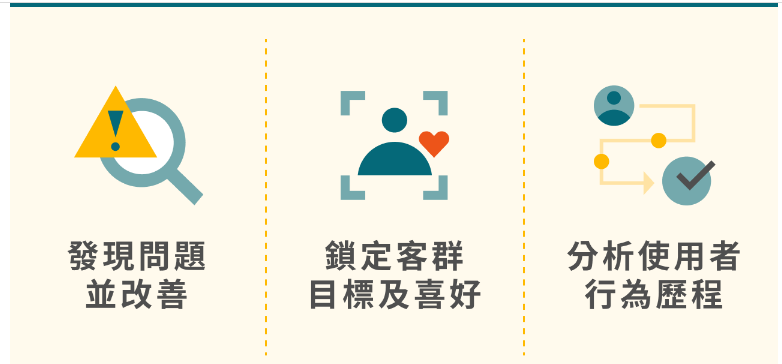 發現問題
並改善
鎖定客群
目標及喜好
分析使用者
行為歷程